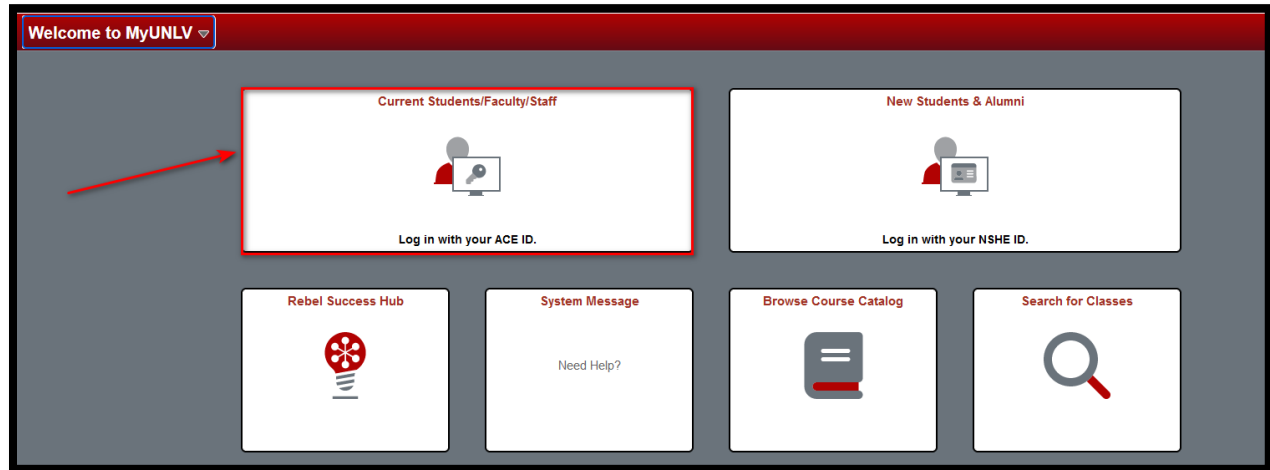 Welcome to MyUNLV
Current Students/Faculty/Staff
Log in with your ACE ID.
New Students & Alumni
Log in with your NSHE ID.
Rebel Success Hub
System Message
Need Help?
Browse Course Catalog
Search for Classes